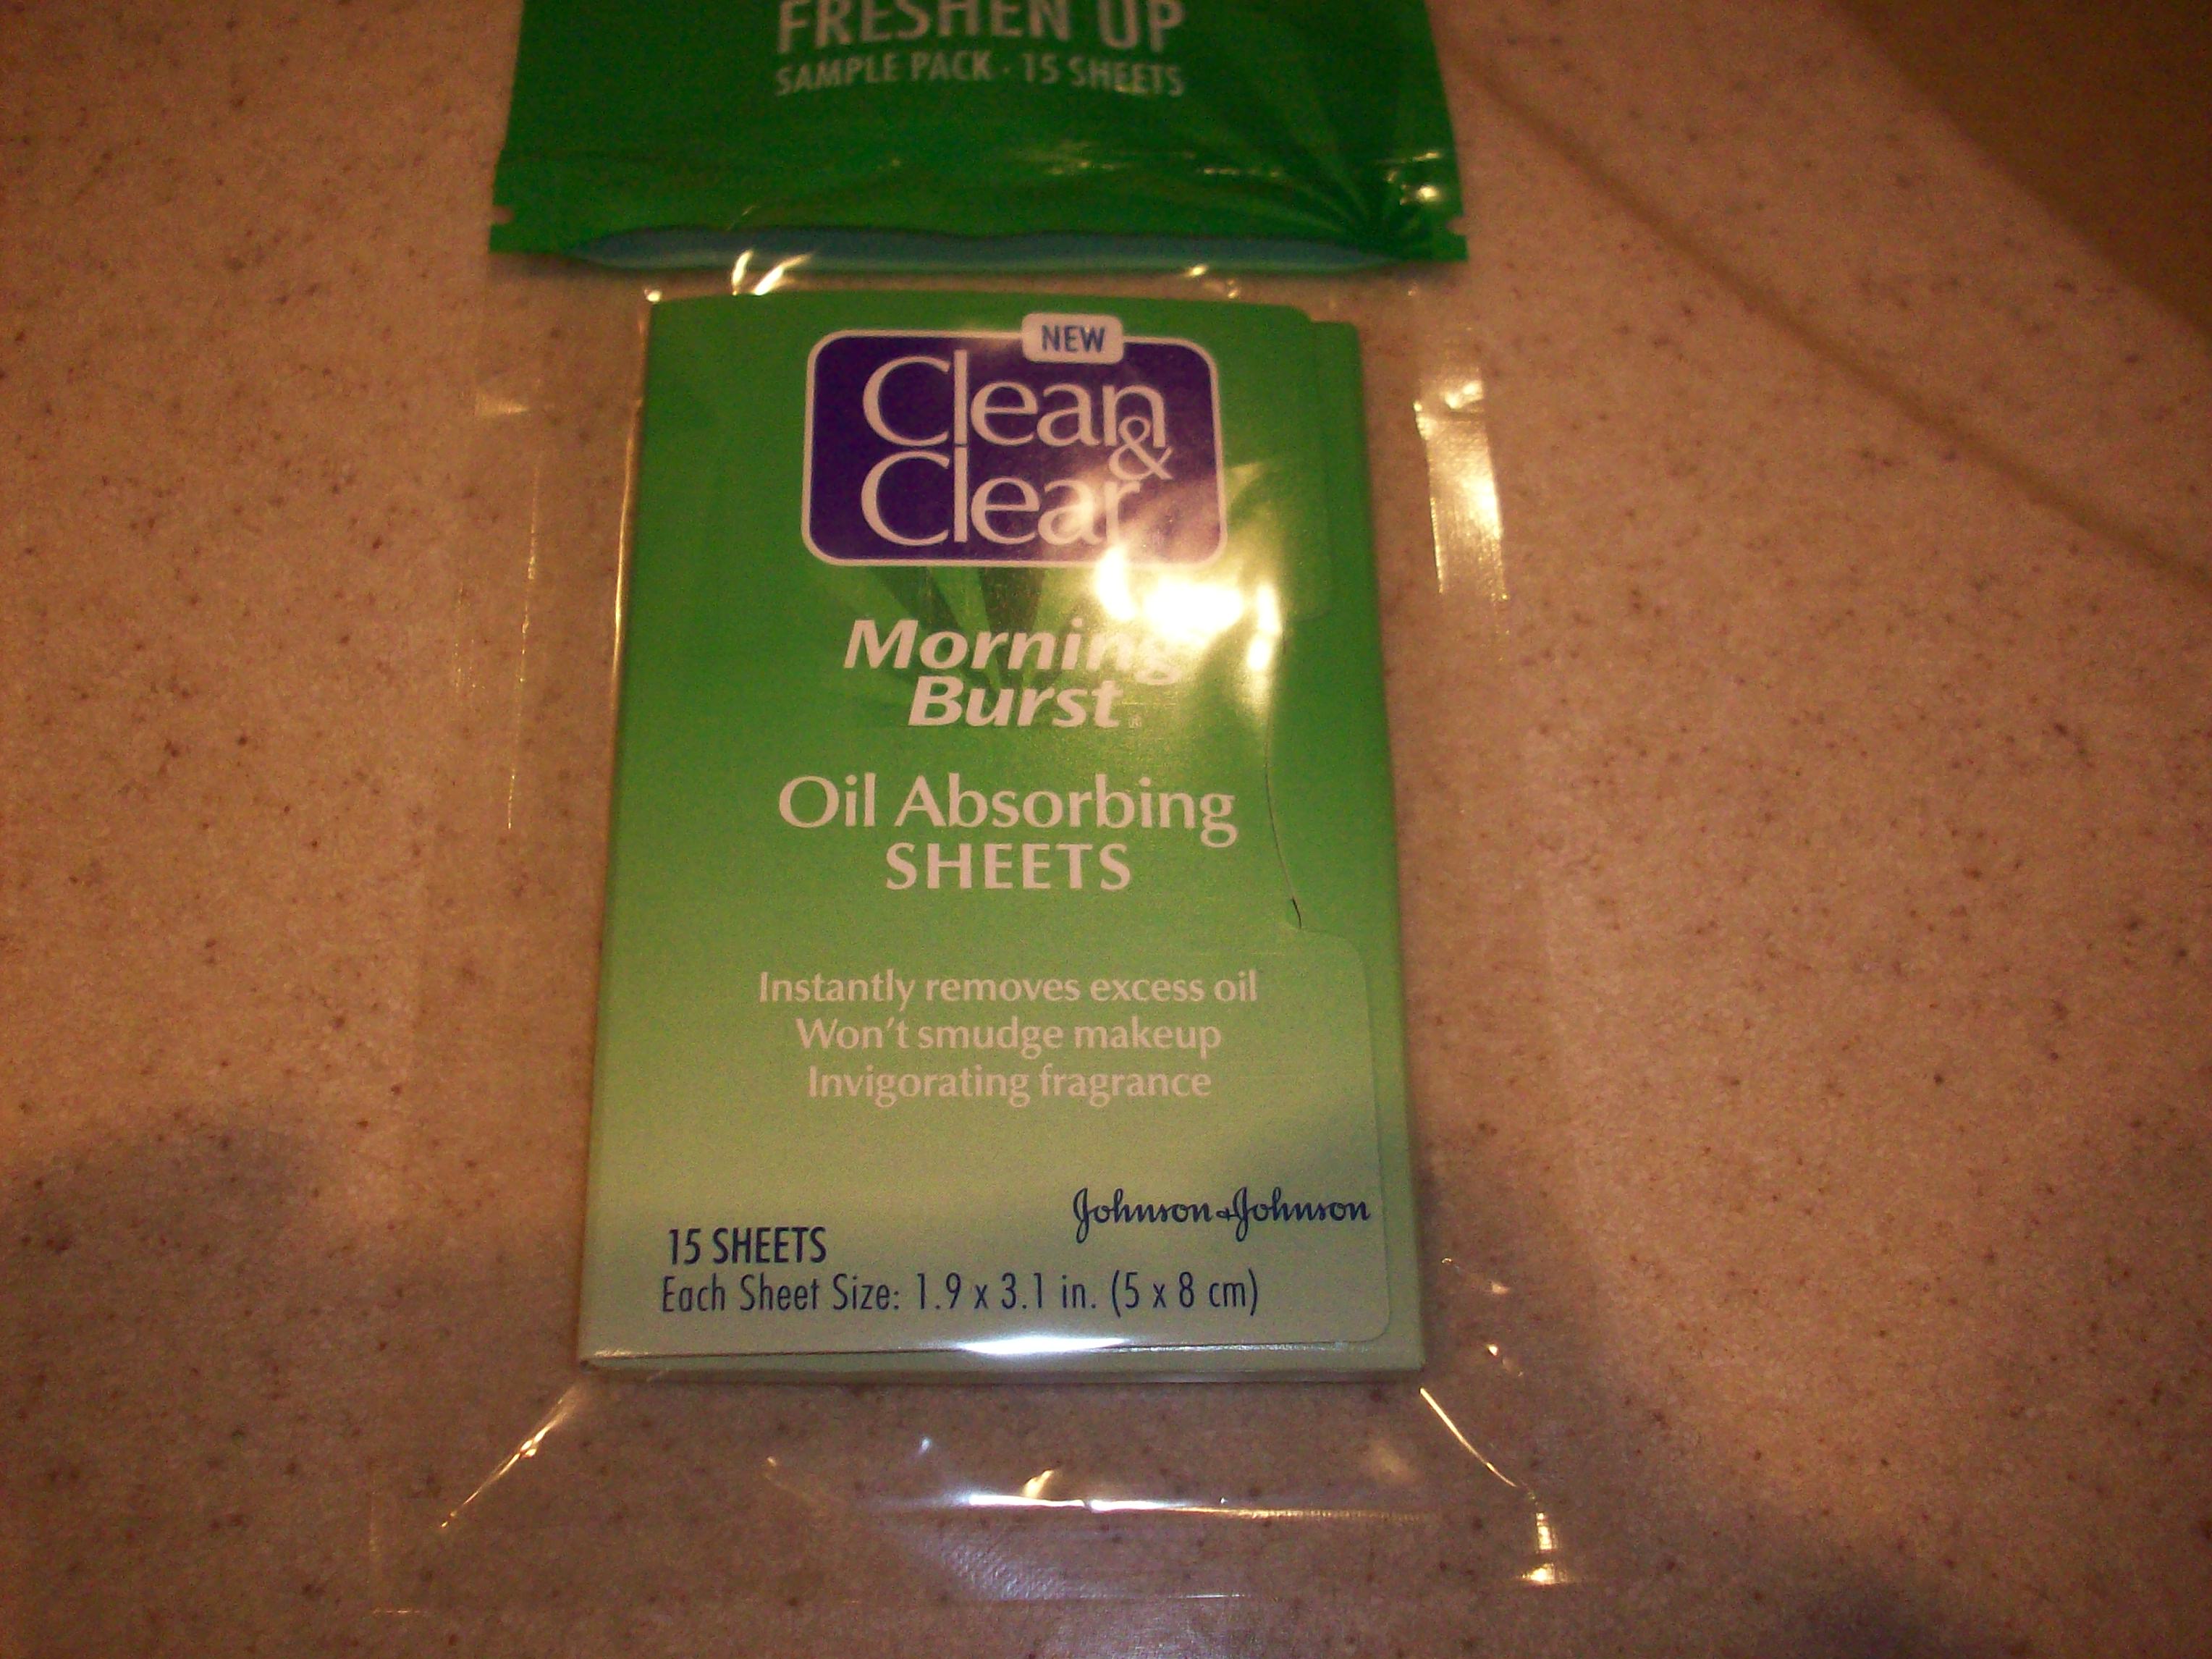 FRESHEN UP
SAMPLE PACK · 15 SHEETS
NEW
Clean
&
Clear
Morning
Burst®
Oil Absorbing
SHEETS
Instantly removes excess oil
Won't smudge makeup
Invigorating fragrance
Johnson & Johnson
15 SHEETS
Each Sheet Size: 1.9 x 3.1 in. (5 x 8 cm)